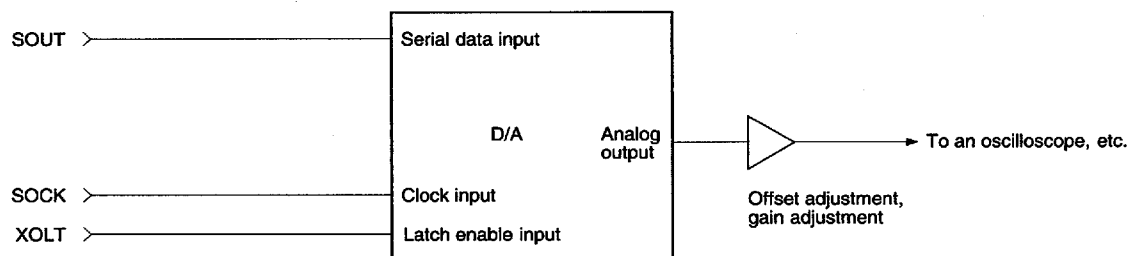 SOUT
Serial data input
D/A
Analog
output
To an oscilloscope, etc.
SOCK
Clock input
Offset adjustment,
gain adjustment
XOLT
Latch enable input